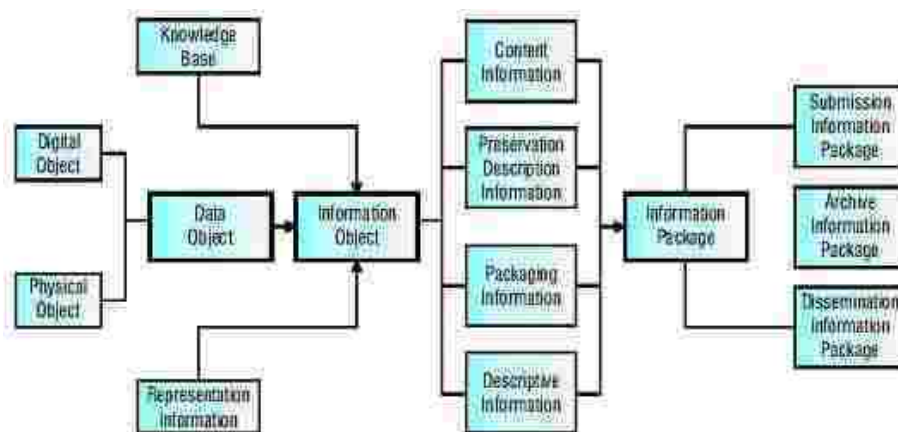 Knowledge
Base
Digital
Object
Physical
Object
Data
Object
Information
Object
Representation
Information
Content
Information
Preservation
Description
Information
Packaging
Information
Descriptive
Information
Information
Package
Submission
Information
Package
Archive
Information
Package
Dissemination
Information
Package